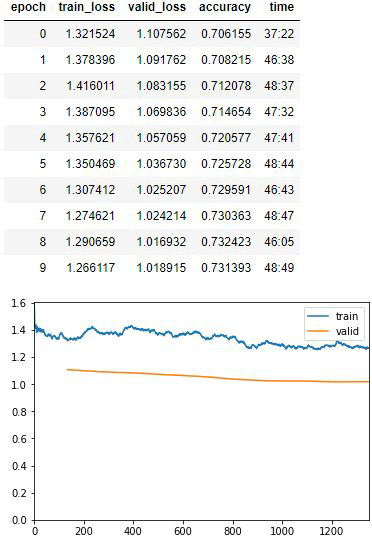 epoch train_loss valid_loss accuracy time
0 1.321524 1.107562 0.706155 37:22
1 1.378396 1.091762 0.708215 46:38
2 1.416011 1.083155 0.712078 48:37
3 1.387095 1.069836 0.714654 47:32
4 1.357621 1.057059 0.720577 47:41
5 1.350469 1.036730 0.725728 48:44
6 1.307412 1.025207 0.729591 46:43
7 1.274621 1.024214 0.730363 48:47
8 1.290659 1.016932 0.732423 46:05
9 1.266117 1.018915 0.731393 48:49
1.6
train
valid
1.4
1.2
1.0
0.8
0.6
0.4
0.2
0.0
0 200 400 600 800 1000 1200